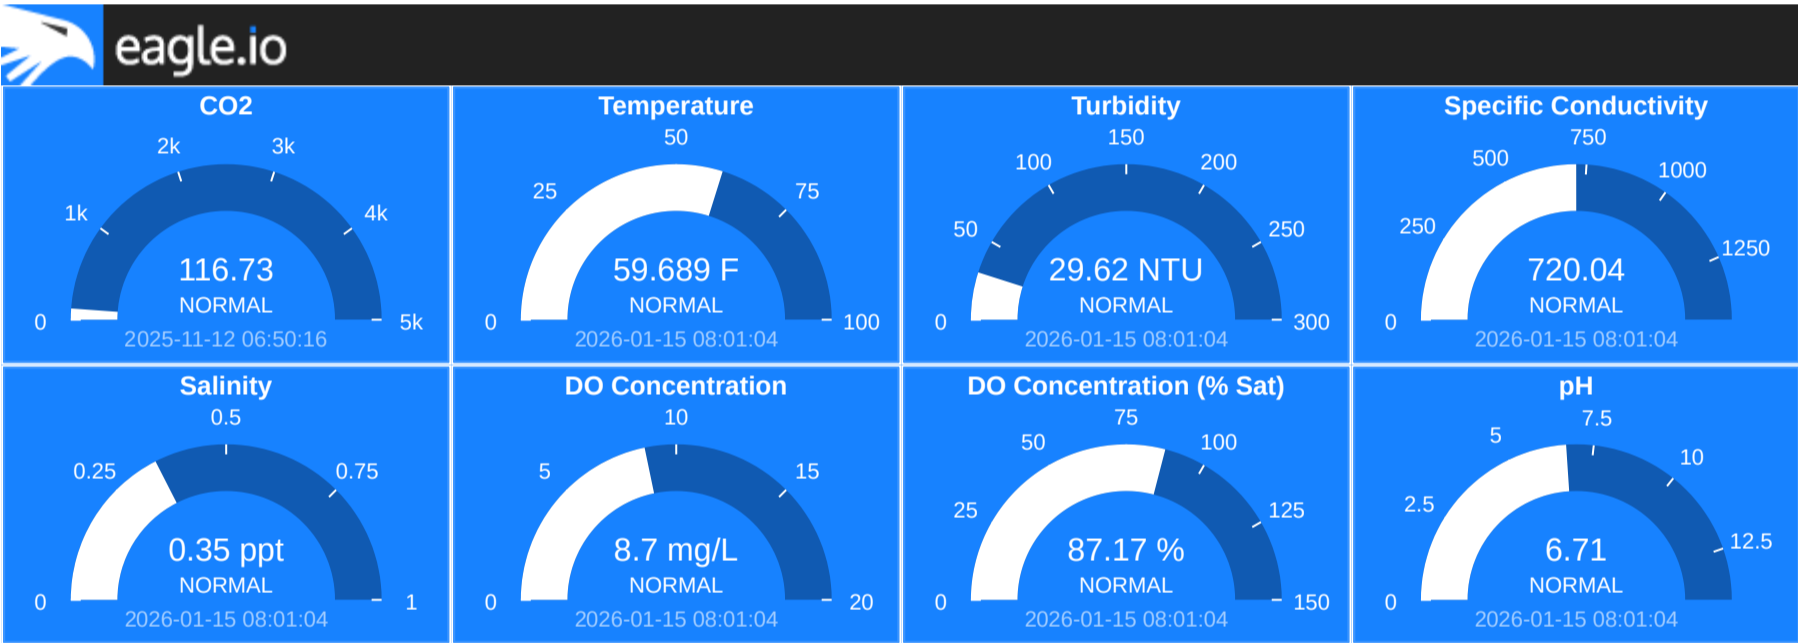 eagle.io
CO2
0
1k
2k
3k
4k
5k
116.73
NORMAL
2025-11-12 06:50:16
Temperature
0
25
50
75
100
59.689 F
NORMAL
2026-01-15 08:01:04
Turbidity
0
50
100
150
200
250
300
29.62 NTU
NORMAL
2026-01-15 08:01:04
Specific Conductivity
0
250
500
750
1000
1250
720.04
NORMAL
2026-01-15 08:01:04
Salinity
0
0.25
0.5
0.75
1
0.35 ppt
NORMAL
2026-01-15 08:01:04
DO Concentration
0
5
10
15
20
8.7 mg/L
NORMAL
2026-01-15 08:01:04
DO Concentration (% Sat)
0
25
50
75
100
125
150
87.17 %
NORMAL
2026-01-15 08:01:04
pH
0
2.5
5
7.5
10
12.5
6.71
NORMAL
2026-01-15 08:01:04